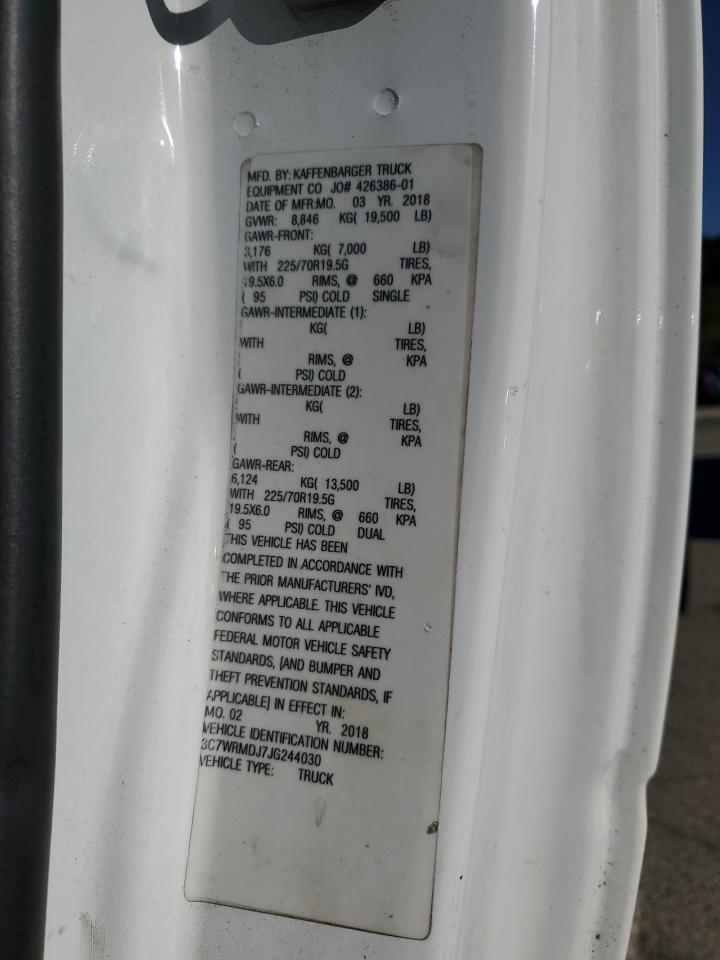 MFD. BY: KAFFENBARGER TRUCK
EQUIPMENT CO JO# 426386-01
DATE OF MFR:MO. 03 YR. 2018
GVWR: 8,846 KG( 19,500 LB)
GAWR-FRONT:
3,176 KG( 7,000 LB)
WITH 225/70R19.5G TIRES,
19.5X6.0 RIMS, @ 660 KPA
( 95 PSI) COLD SINGLE
GAWR-INTERMEDIATE (1):
KG( LB)
WITH TIRES,
RIMS, @ KPA
( PSI) COLD
GAWR-INTERMEDIATE (2):
KG( LB)
WITH TIRES,
RIMS, @ KPA
( PSI) COLD
GAWR-REAR:
6,124 KG( 13,500 LB)
WITH 225/70R19.5G TIRES,
19.5X6.0 RIMS, @ 660 KPA
( 95 PSI) COLD DUAL
THIS VEHICLE HAS BEEN
COMPLETED IN ACCORDANCE WITH
THE PRIOR MANUFACTURERS' IVD,
WHERE APPLICABLE. THIS VEHICLE
CONFORMS TO ALL APPLICABLE
FEDERAL MOTOR VEHICLE SAFETY
STANDARDS, [AND BUMPER AND
THEFT PREVENTION STANDARDS, IF
APPLICABLE] IN EFFECT IN:
MO. 02 YR. 2018
VEHICLE IDENTIFICATION NUMBER:
3C7WRMDJ7JG244030
VEHICLE TYPE: TRUCK